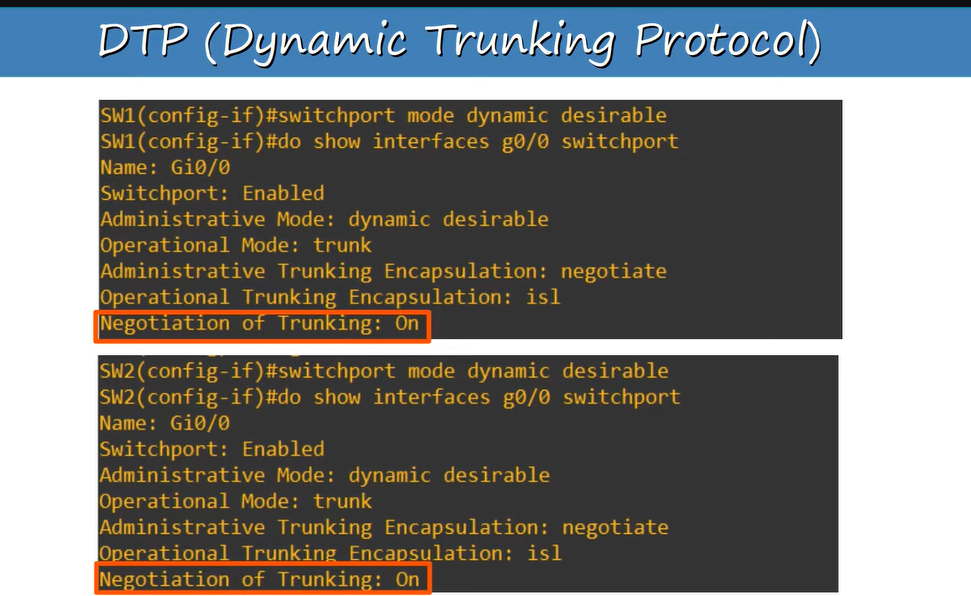 DTP (Dynamic Trunking Protocol)
SW1(config-if)#switchport mode dynamic desirable
SW1(config-if)#do show interfaces g0/0 switchport
Name: Gi0/0
Switchport: Enabled
Administrative Mode: dynamic desirable
Operational Mode: trunk
Administrative Trunking Encapsulation: negotiate
Operational Trunking Encapsulation: isl
Negotiation of Trunking: On
SW2(config-if)#switchport mode dynamic desirable
SW2(config-if)#do show interfaces g0/0 switchport
Name: Gi0/0
Switchport: Enabled
Administrative Mode: dynamic desirable
Operational Mode: trunk
Administrative Trunking Encapsulation: negotiate
Operational Trunking Encapsulation: isl
Negotiation of Trunking: On